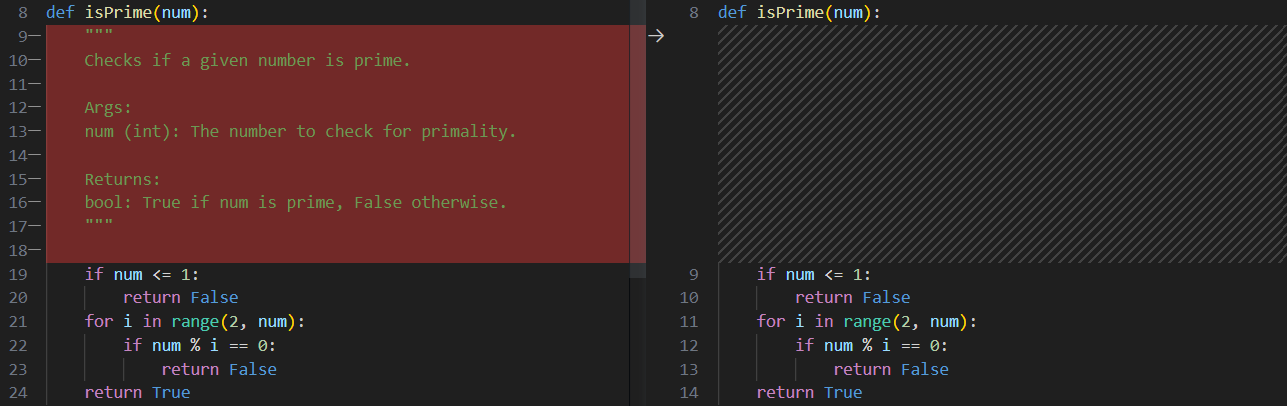 8 def isPrime(num):
9— """
10— Checks if a given number is prime.
11—
12— Args:
13— num (int): The number to check for primality.
14—
15— Returns:
16— bool: True if num is prime, False otherwise.
17— """
18—
19 if num <= 1:
20 return False
21 for i in range(2, num):
22 if num % i == 0:
23 return False
24 return True
→
8 def isPrime(num):
9 if num <= 1:
10 return False
11 for i in range(2, num):
12 if num % i == 0:
13 return False
14 return True